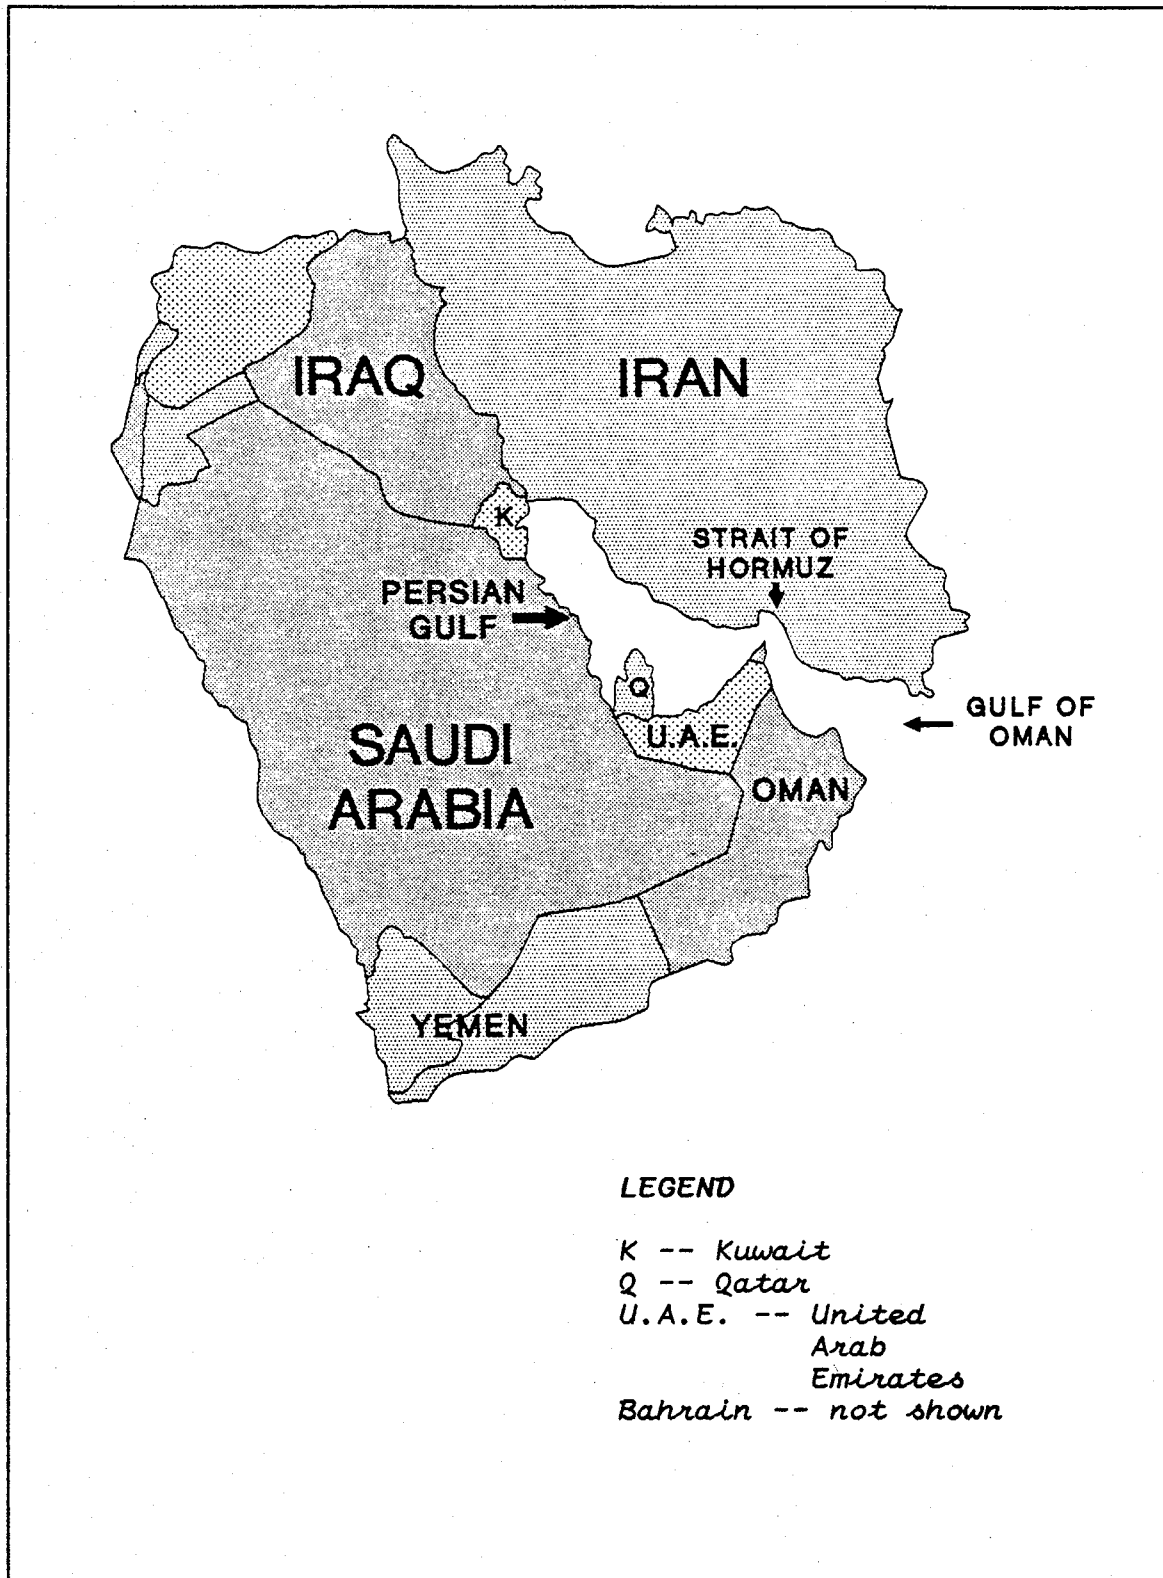 IRAQ
IRAN
K
STRAIT OF
HORMUZ
PERSIAN
GULF
Q
GULF OF
OMAN
U.A.E.
SAUDI
ARABIA
OMAN
YEMEN
LEGEND
K -- Kuwait
Q -- Qatar
U.A.E. -- United
Arab
Emirates
Bahrain -- not shown